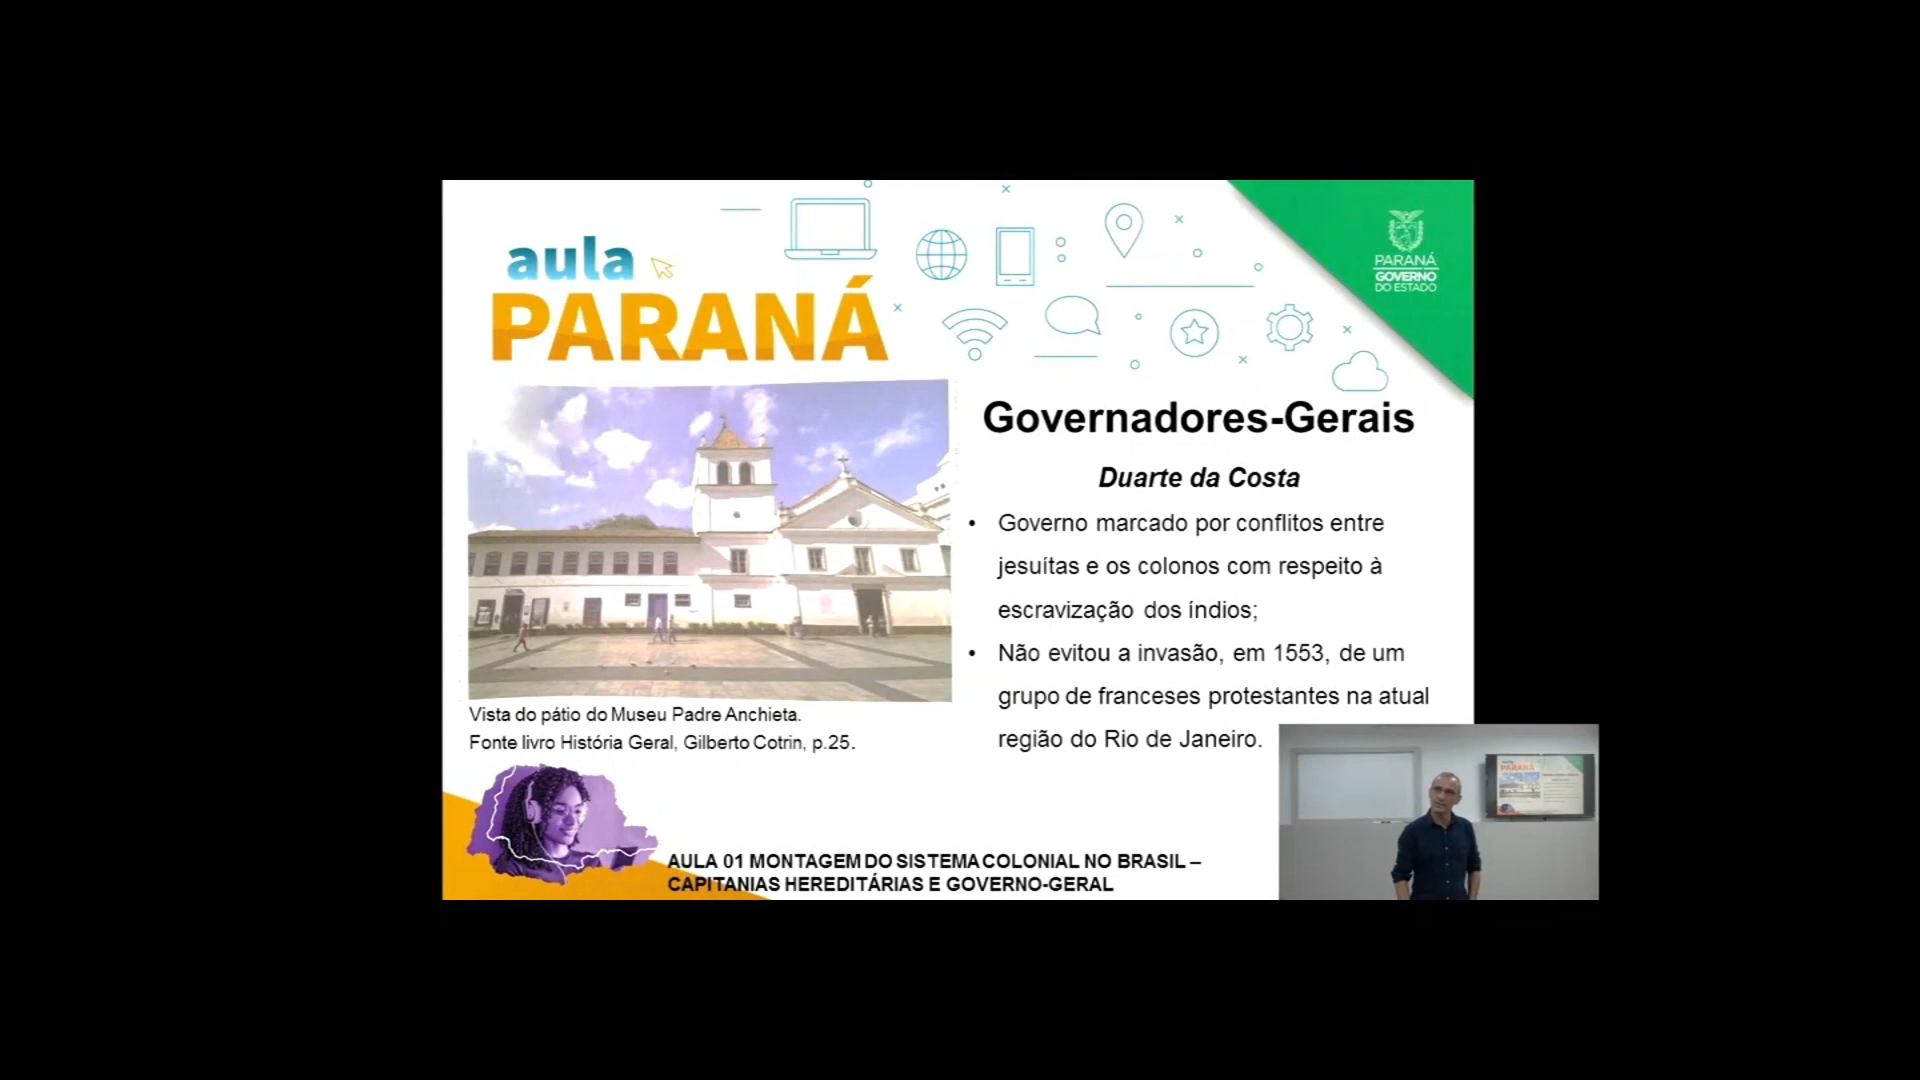 aula
PARANÁ
PARANÁ
GOVERNO
DO ESTADO
Governadores-Gerais
Duarte da Costa
• Governo marcado por conflitos entre
jesuítas e os colonos com respeito à
escravização dos índios;
• Não evitou a invasão, em 1553, de um
grupo de franceses protestantes na atual
região do Rio de Janeiro.
Vista do pátio do Museu Padre Anchieta.
Fonte livro História Geral, Gilberto Cotrin, p.25.
AULA 01 MONTAGEM DO SISTEMA COLONIAL NO BRASIL –
CAPITANIAS HEREDITÁRIAS E GOVERNO-GERAL
aula
PARANÁ